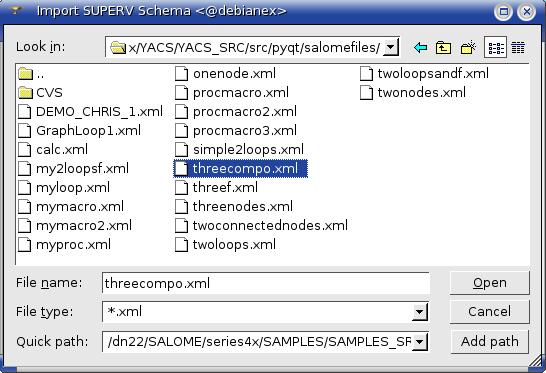 Import SUPERV Schema <@debianex>
Look in: x/YACS/YACS_SRC/src/pyqt/salomefiles/
..
CVS
DEMO_CHRIS_1.xml
GraphLoop1.xml
calc.xml
my2loopsf.xml
myloop.xml
mymacro.xml
mymacro2.xml
myproc.xml
onenode.xml
procmacro.xml
procmacro2.xml
procmacro3.xml
simple2loops.xml
threecompo.xml
threef.xml
threenodes.xml
twoconnectednodes.xml
twoloops.xml
twoloopsandf.xml
twonodes.xml
File name: threecompo.xml Open
File type: *.xml Cancel
Quick path: /dn22/SALOME/series4x/SAMPLES/SAMPLES_SR Add path